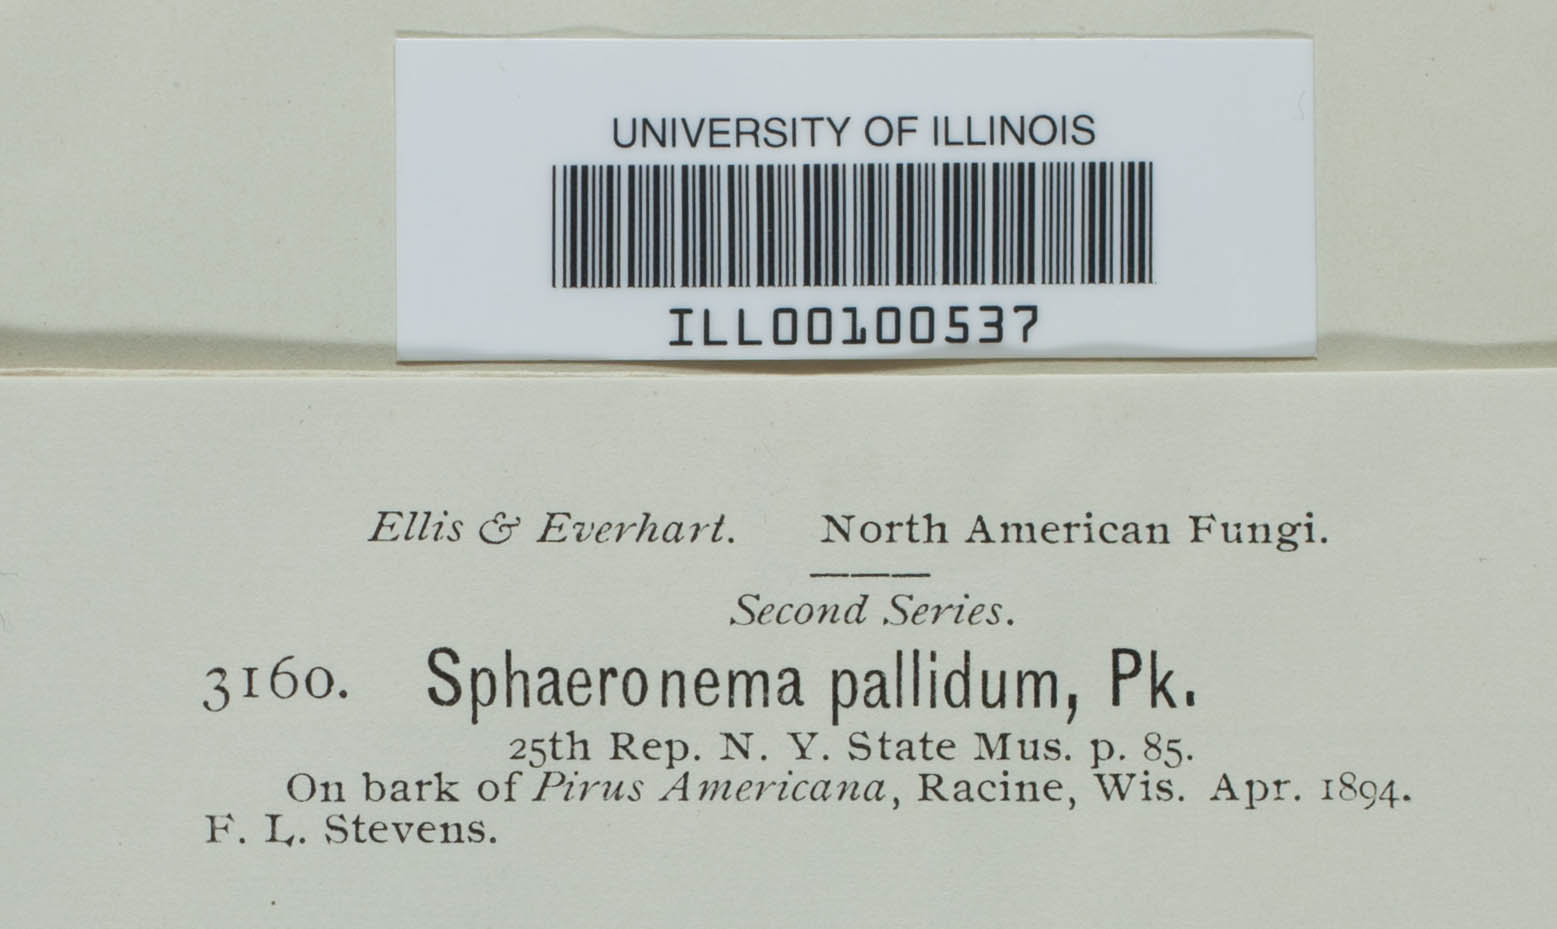 UNIVERSITY OF ILLINOIS
ILL00100537
Ellis & Everhart. North American Fungi.
Second Series.
3160. Sphaeronema pallidum, Pk.
25th Rep. N. Y. State Mus. p. 85.
On bark of Pirus Americana, Racine, Wis. Apr. 1894.
F. L. Stevens.